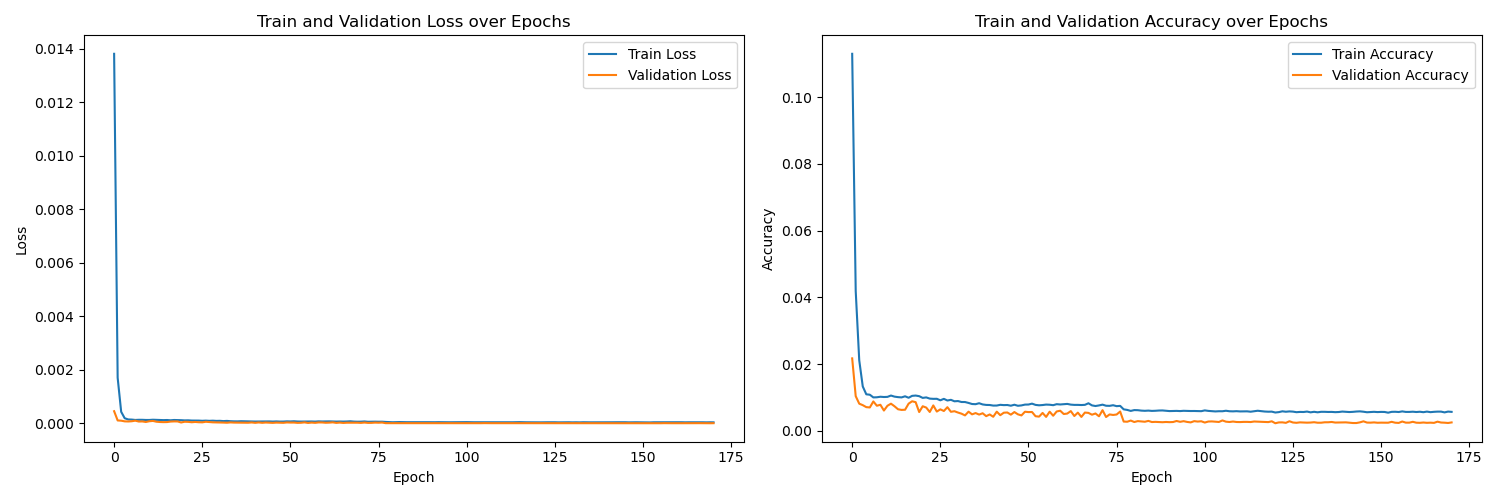 Train and Validation Loss over Epochs
Train Loss
Validation Loss
0.014
0.012
0.010
0.008
0.006
0.004
0.002
0.000
Loss
0 25 50 75 100 125 150 175
Epoch
Train and Validation Accuracy over Epochs
Train Accuracy
Validation Accuracy
0.10
0.08
0.06
0.04
0.02
0.00
Accuracy
0 25 50 75 100 125 150 175
Epoch